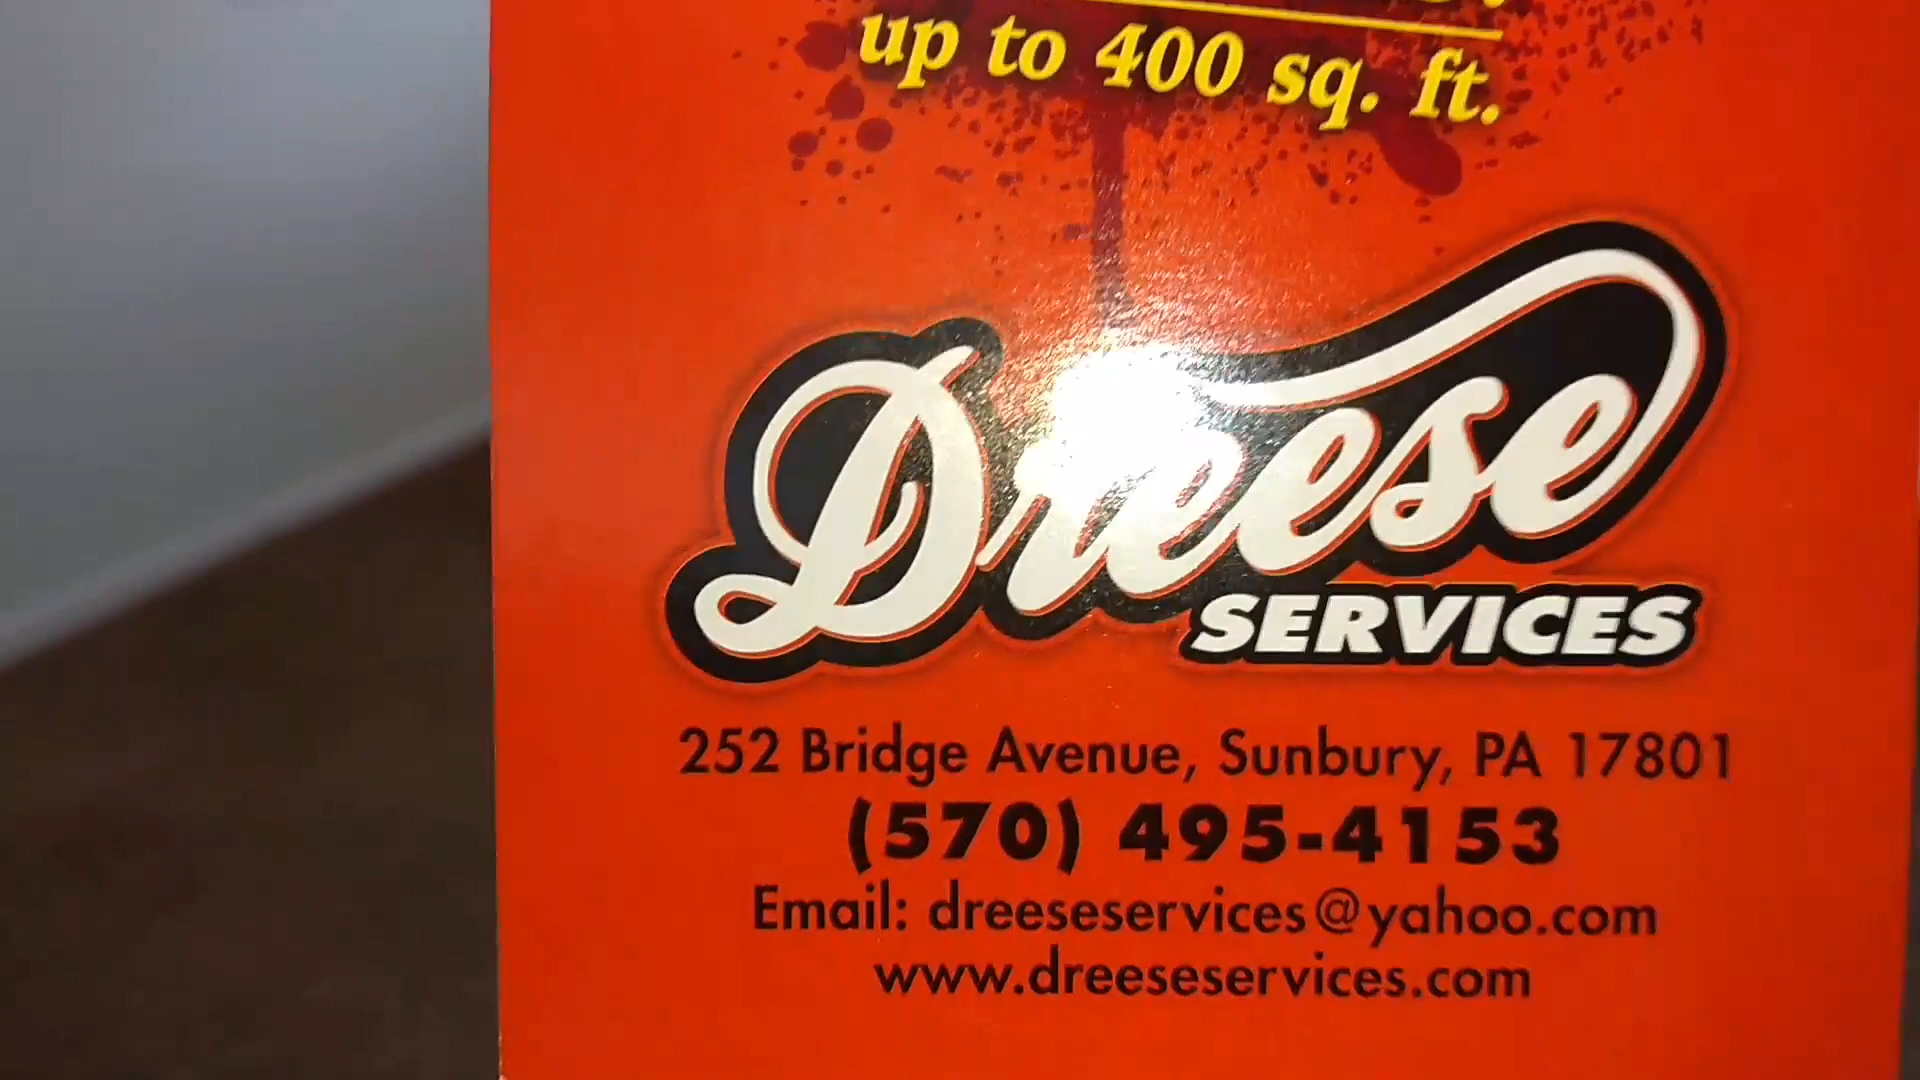 up to 400 sq. ft.
Dreese
SERVICES
252 Bridge Avenue, Sunbury, PA 17801
(570) 495-4153
Email: dreeseservices@yahoo.com
www.dreeseservices.com